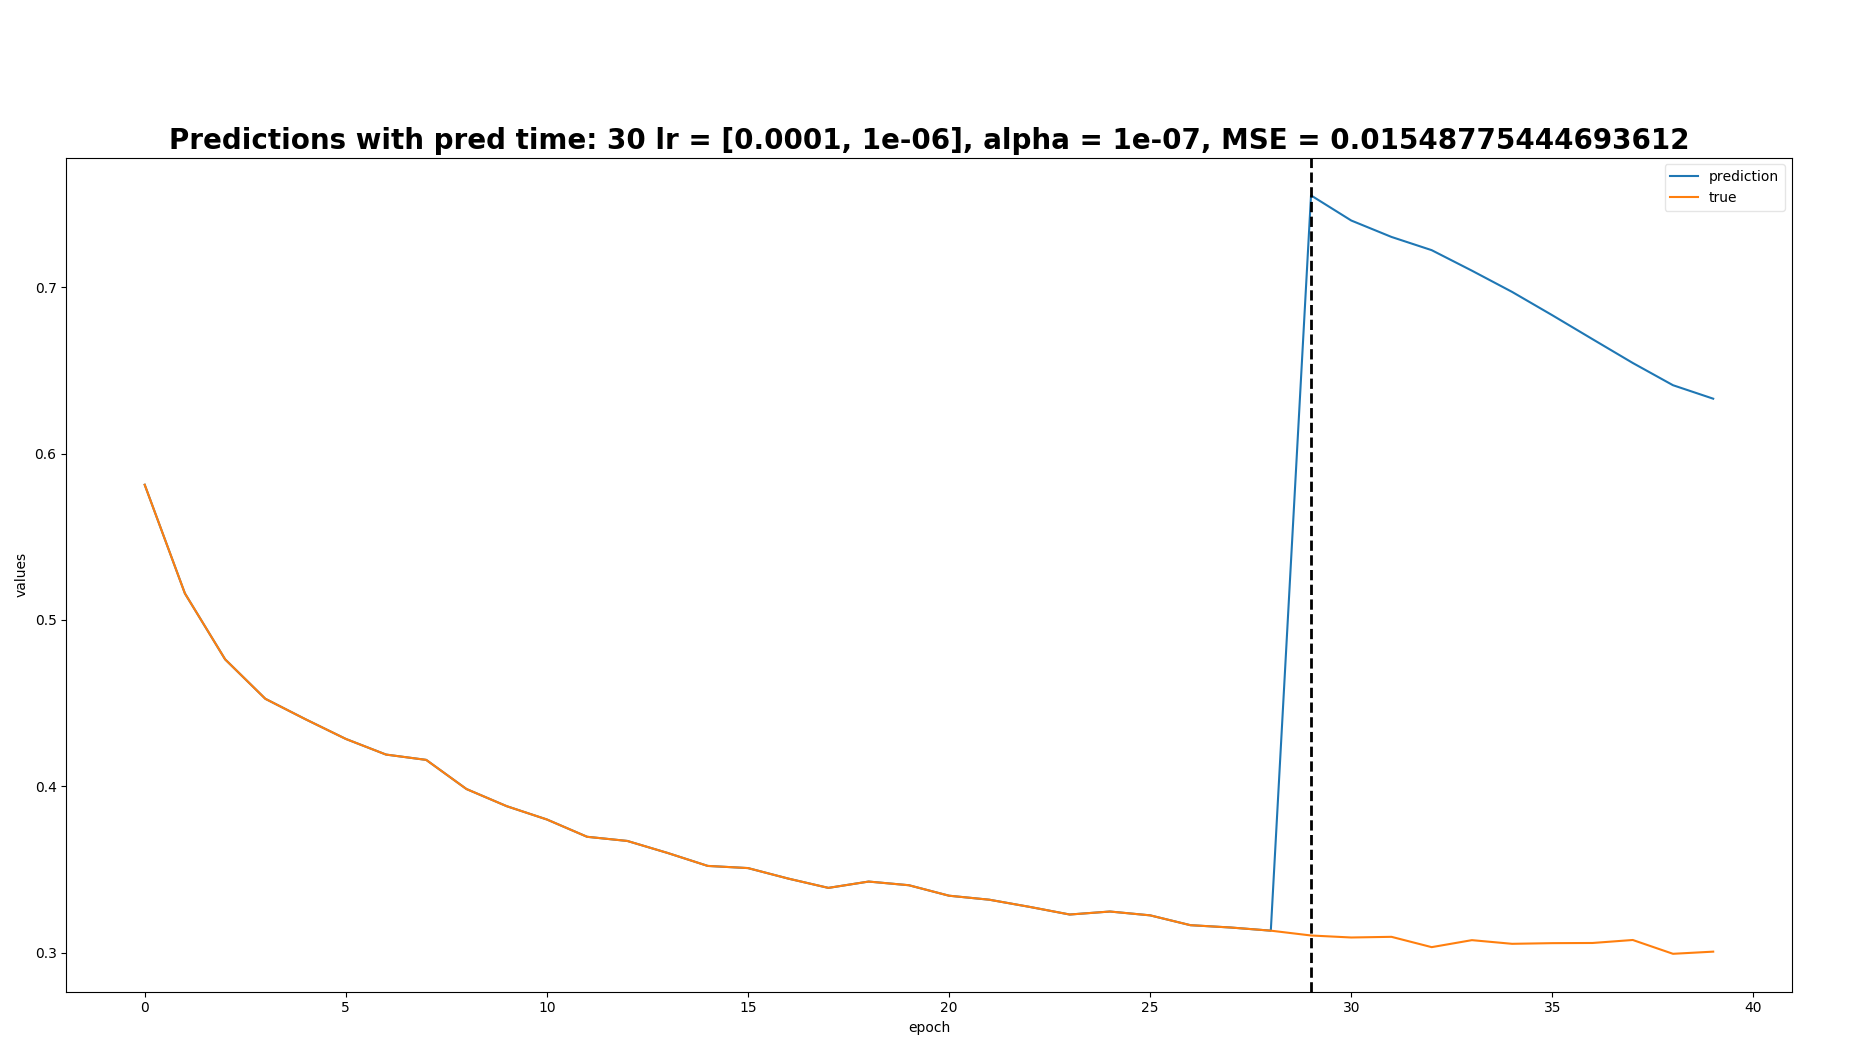 Predictions with pred time: 30 lr = [0.0001, 1e-06], alpha = 1e-07, MSE = 0.01548775444693612
prediction
true
0.7
0.6
0.5
0.4
0.3
values
0 5 10 15 20 25 30 35 40
epoch